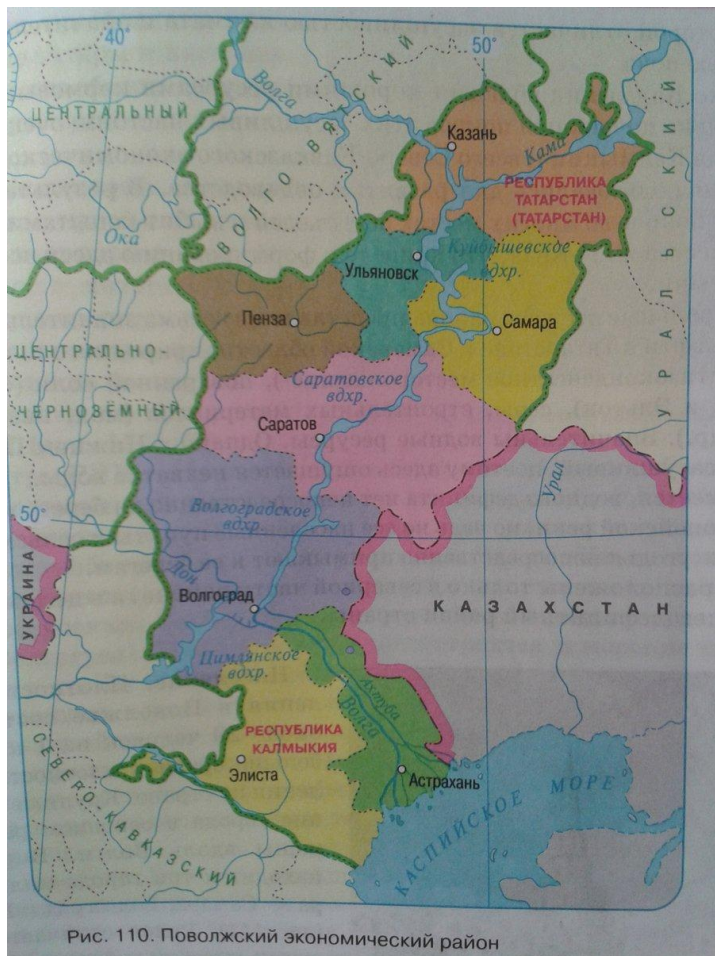 40°
50°
Волга
ЦЕНТРАЛЬНЫЙ
ВОЛГО-ВЯТСКИЙ
Казань
Кама
РЕСПУБЛИКА
ТАТАРСТАН
(ТАТАРСТАН)
УРАЛЬСКИЙ
Ока
Ульяновск
Куйбышевское
вдхр.
Пенза
Самара
ЦЕНТРАЛЬНО-
ЧЕРНОЗЁМНЫЙ
Саратовское
вдхр.
Саратов
Урал
50°
Волгоградское
вдхр.
Дон
УКРАИНА
Волгоград
КАЗАХСТАН
Цимлянское
вдхр.
Ахтуба
Волга
РЕСПУБЛИКА
КАЛМЫКИЯ
Элиста
Астрахань
СЕВЕРО-КАВКАЗСКИЙ
КАСПИЙСКОЕ МОРЕ
Рис. 110. Поволжский экономический район